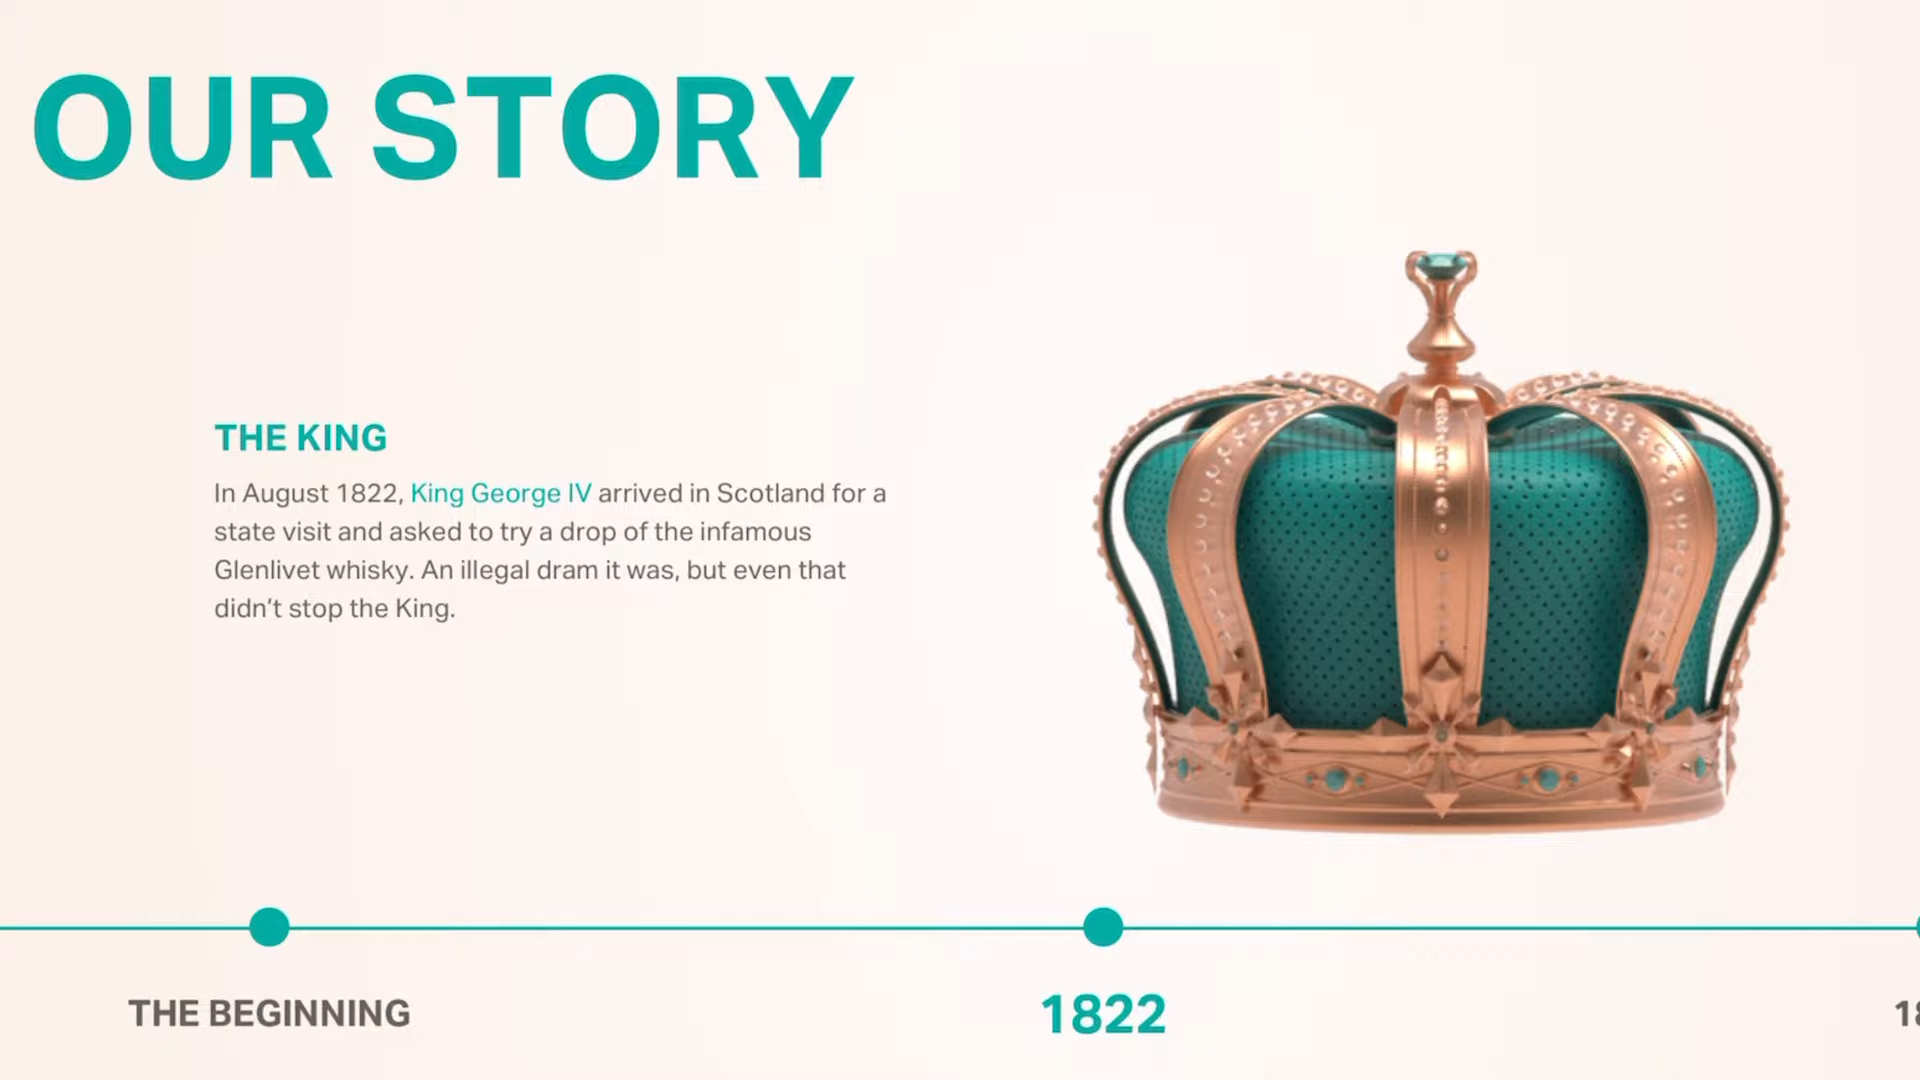 OUR STORY
THE KING
In August 1822, King George IV arrived in Scotland for a
state visit and asked to try a drop of the infamous
Glenlivet whisky. An illegal dram it was, but even that
didn’t stop the King.
THE BEGINNING
1822